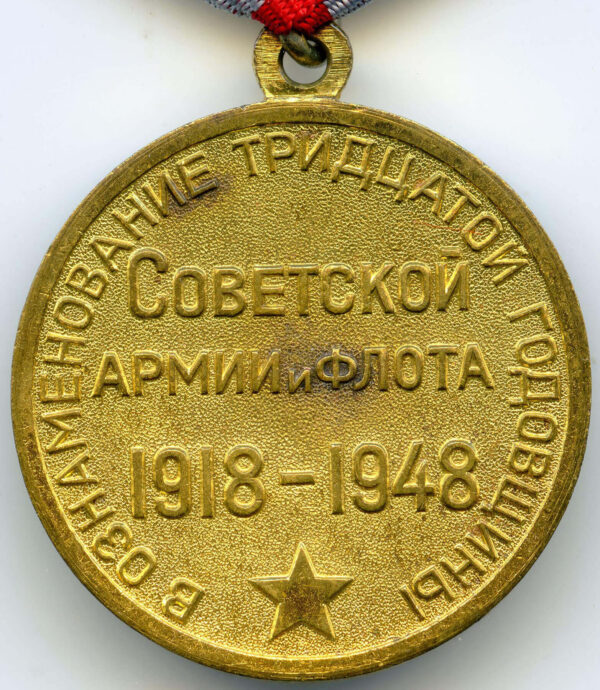 В ОЗНАМЕНОВАНИЕ ТРИДЦАТОЙ ГОДОВЩИНЫ
СОВЕТСКОЙ
АРМИИ и ФЛОТА
1918-1948